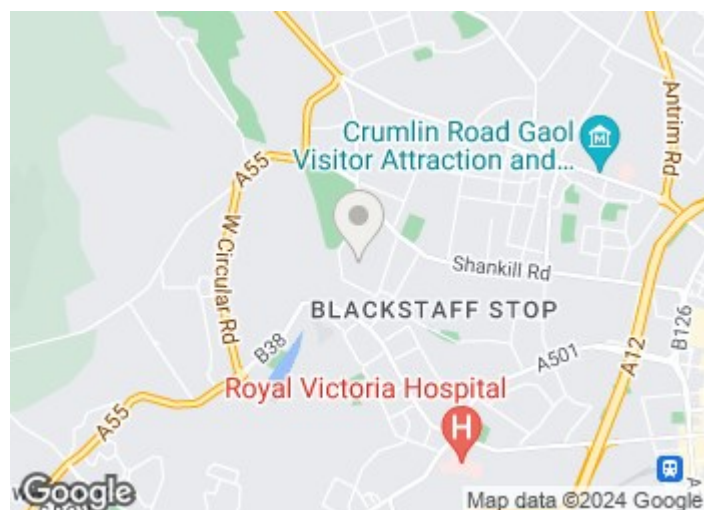 Antrim Rd
Crumlin Road Gaol
Visitor Attraction and...
A55
W Circular Rd
Shankill Rd
BLACKSTAFF STOP
B126
B38
A501
A12
Royal Victoria Hospital
H
A55
Google
Map data ©2024 Google